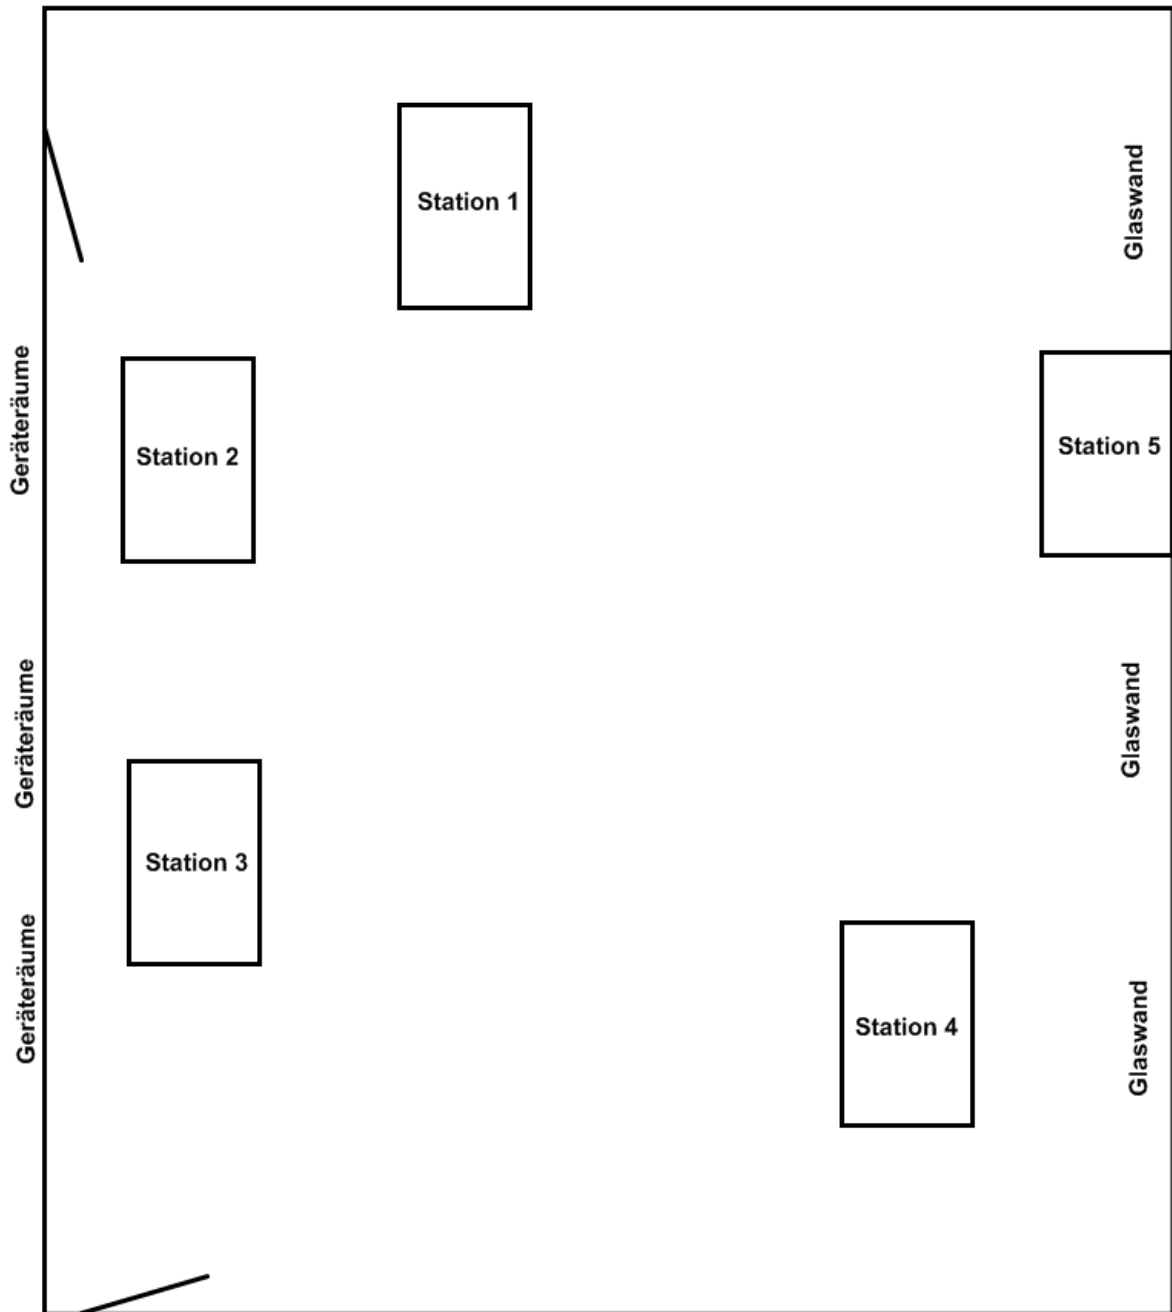 Station 1
Glaswand
Geräteräume
Station 2
Station 5
Geräteräume
Glaswand
Station 3
Geräteräume
Station 4
Glaswand